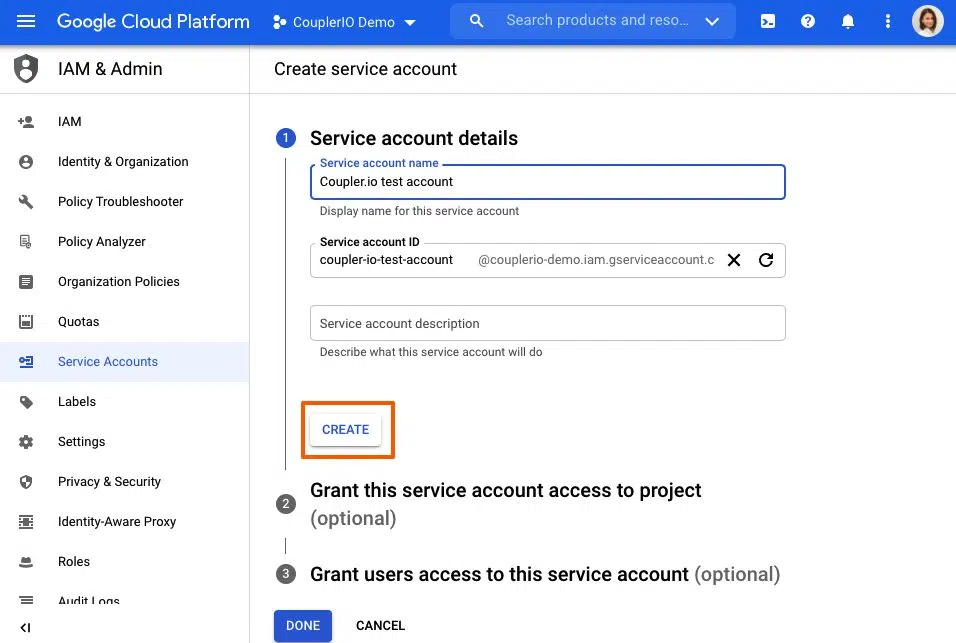 Google Cloud Platform
CouplerIO Demo
Search products and reso...
IAM & Admin
Create service account
IAM
Identity & Organization
Policy Troubleshooter
Policy Analyzer
Organization Policies
Quotas
Service Accounts
Labels
Settings
Privacy & Security
Identity-Aware Proxy
Roles
Audit Logs
1 Service account details
Service account name
Coupler.io test account
Display name for this service account
Service account ID
coupler-io-test-account @couplerio-demo.iam.gserviceaccount.c
Service account description
Describe what this service account will do
CREATE
2 Grant this service account access to project
(optional)
3 Grant users access to this service account (optional)
DONE CANCEL